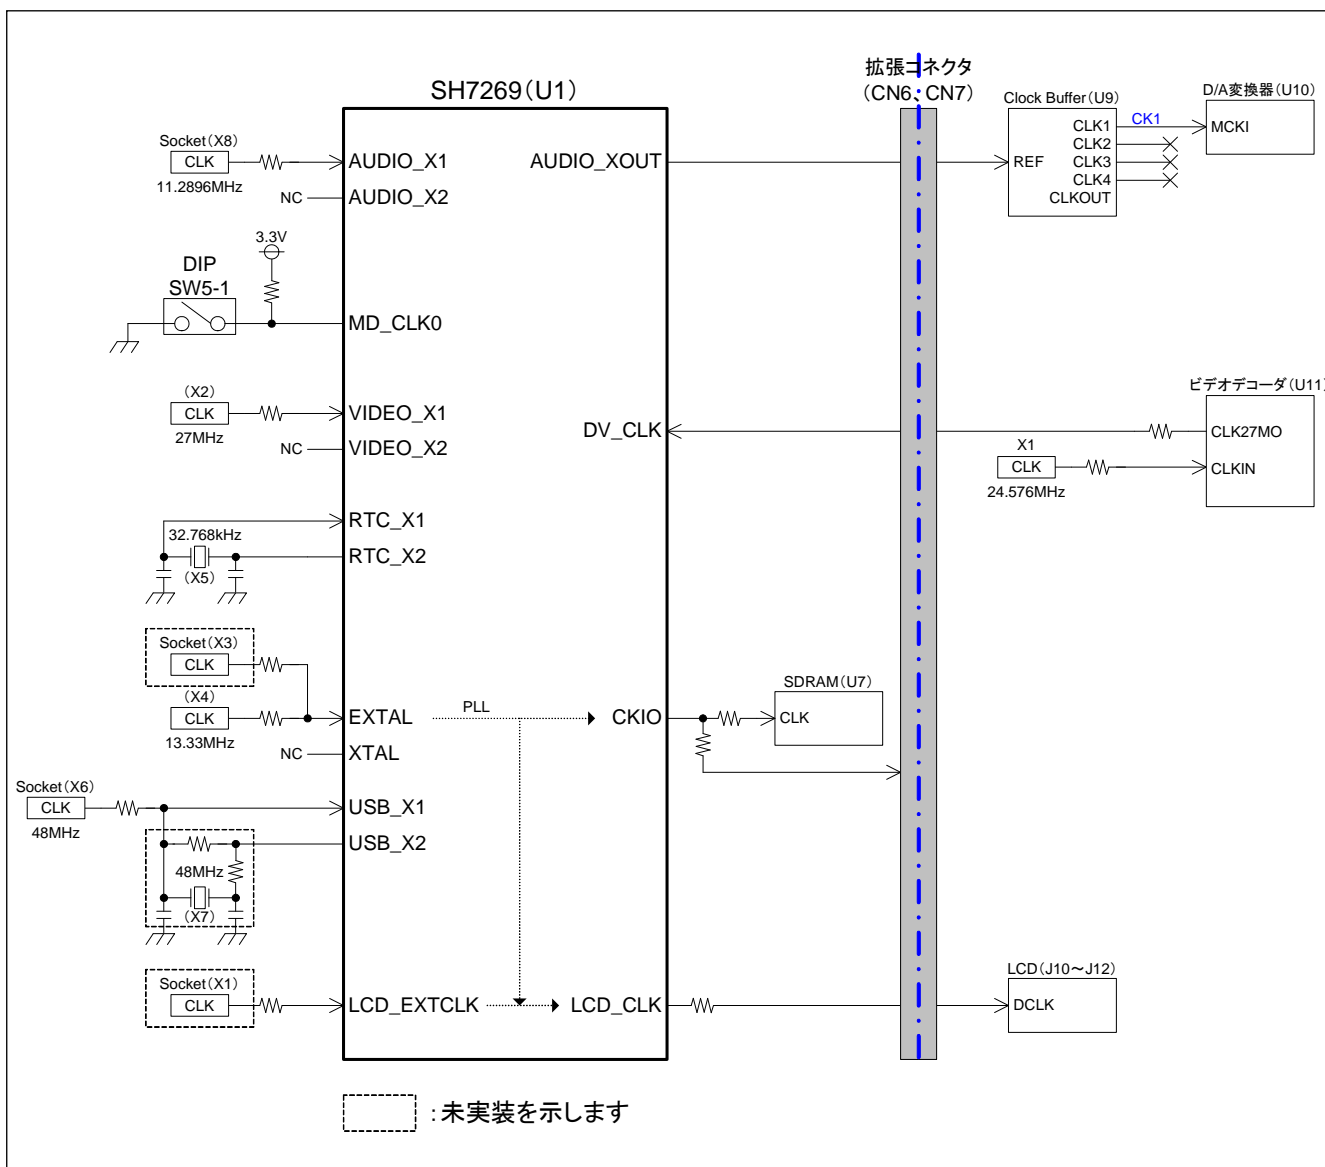 SH7269(U1)
拡張コネクタ
(CN6、CN7)
Clock Buffer(U9)
D/A変換器(U10)
Socket(X8)
CLK
11.2896MHz
AUDIO_X1
NC
AUDIO_X2
AUDIO_XOUT
REF
CLK1
CLK2
CLK3
CLK4
CLKOUT
CK1
MCKI
3.3V
DIP
SW5-1
MD_CLK0
(X2)
CLK
27MHz
VIDEO_X1
NC
VIDEO_X2
DV_CLK
ビデオデコーダ(U11)
CLK27MO
CLKIN
X1
CLK
24.576MHz
RTC_X1
32.768kHz
RTC_X2
(X5)
Socket(X3)
CLK
(X4)
CLK
13.33MHz
EXTAL
PLL
CKIO
NC
XTAL
SDRAM(U7)
CLK
Socket(X6)
CLK
48MHz
USB_X1
USB_X2
48MHz
(X7)
Socket(X1)
CLK
LCD_EXTCLK
LCD_CLK
LCD(J10～J12)
DCLK
:未実装を示します